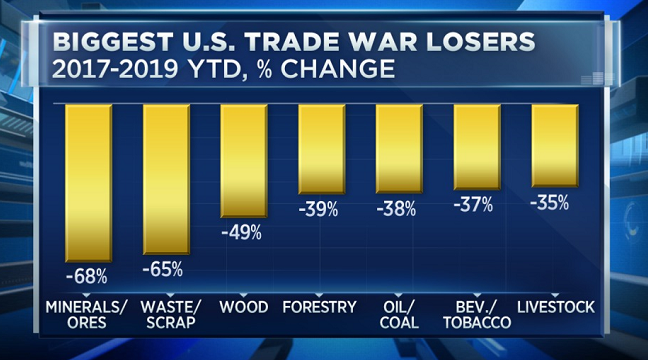 BIGGEST U.S. TRADE WAR LOSERS
2017-2019 YTD, % CHANGE
-68%
-65%
-49%
-39%
-38%
-37%
-35%
MINERALS/
ORES
WASTE/
SCRAP
WOOD
FORESTRY
OIL/
COAL
BEV./
TOBACCO
LIVESTOCK